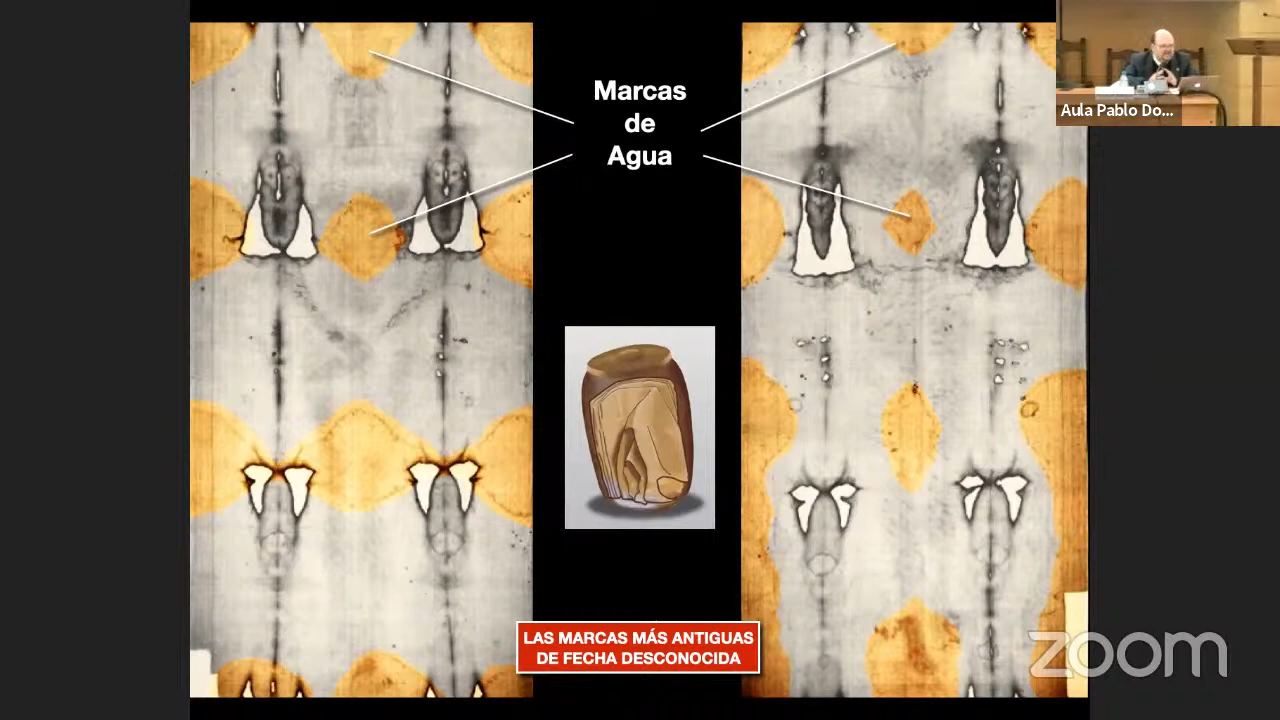 Marcas
de
Agua
Aula Pablo Do...
LAS MARCAS MÁS ANTIGUAS
DE FECHA DESCONOCIDA
zoom